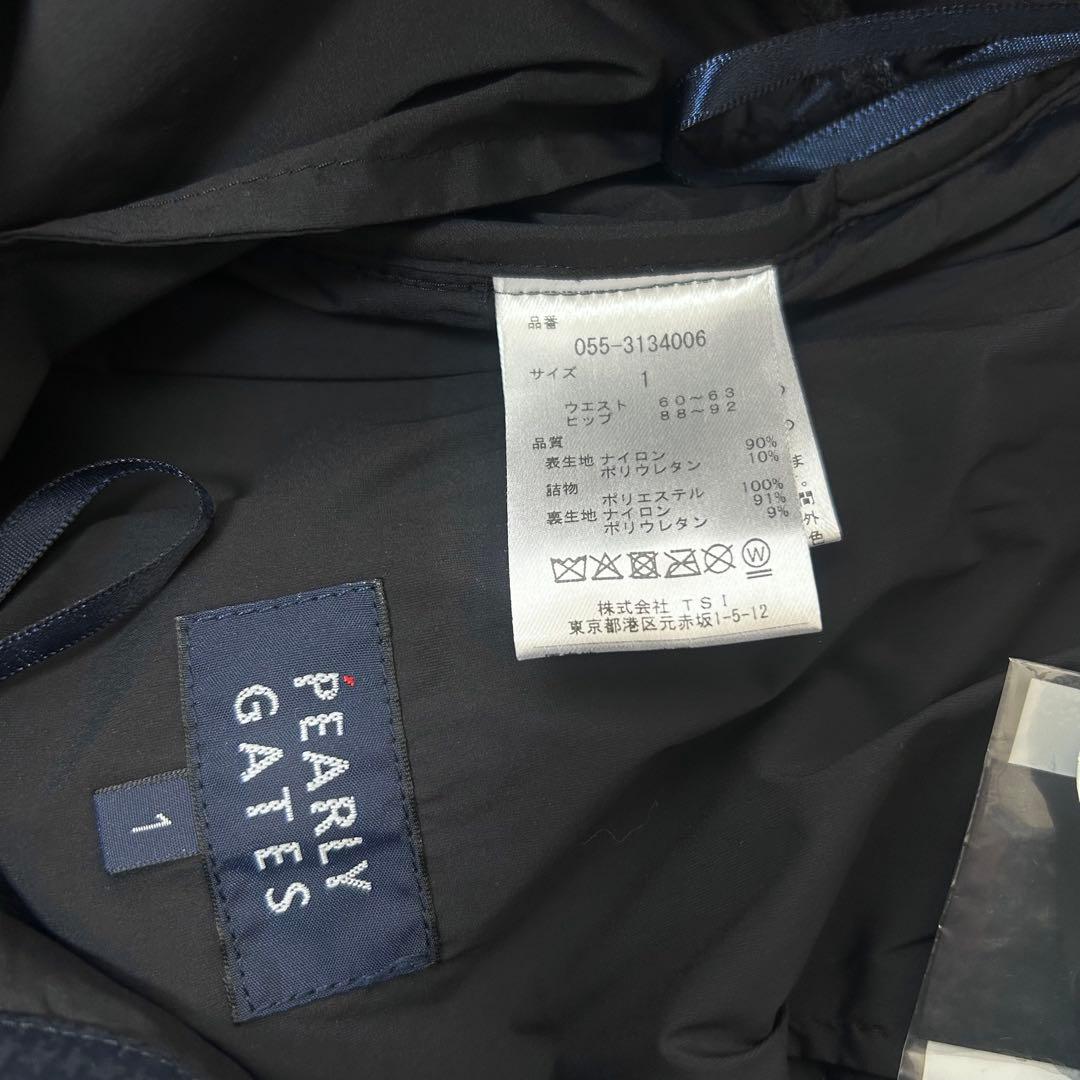 品番
055-3134006
サイズ
1
ウエスト 60～63
ヒップ 88～92
品質
表生地 ナイロン 90%
ポリウレタン 10%
詰物 ポリエステル 100%
裏生地 ナイロン 91%
ポリウレタン 9%
W
株式会社 TSI
東京都港区元赤坂1-5-12
ま
。
間
外
色
PEARLY
GATES
1